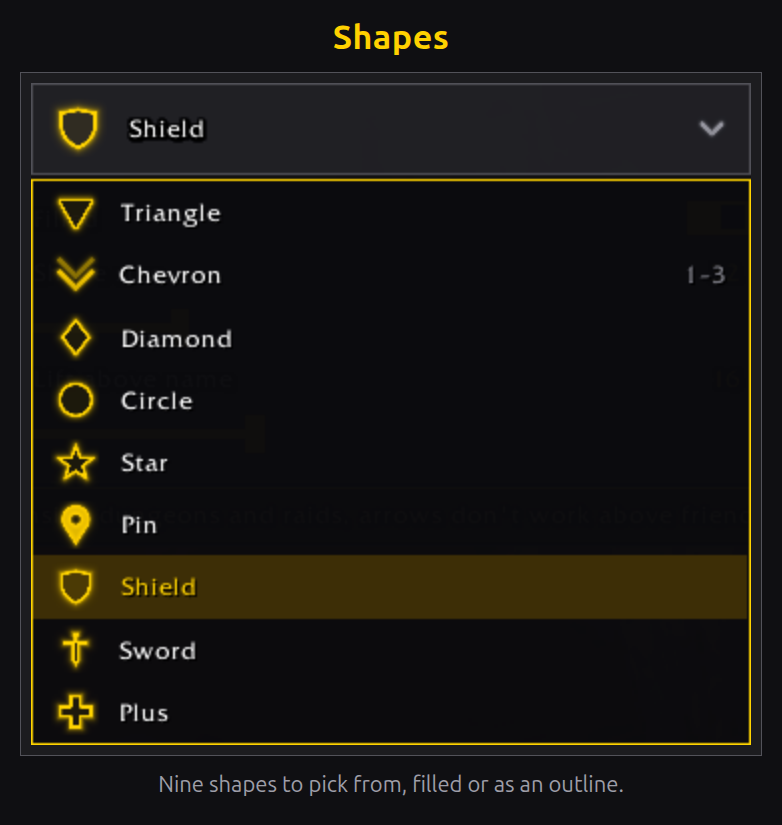 Shapes
Shield
Triangle
Chevron 1-3
Diamond
Circle
Star
Pin
Shield
Sword
Plus
Nine shapes to pick from, filled or as an outline.